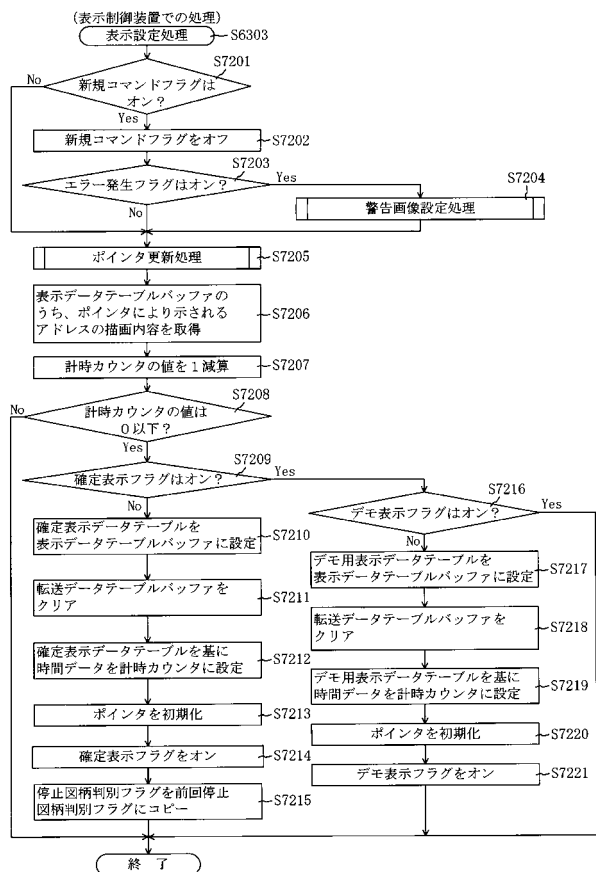 (表示制御装置での処理)
表示設定処理
S6303
S7201
No
新規コマンドフラグは
オン?
Yes
新規コマンドフラグをオフ
S7202
S7203
エラー発生フラグはオン?
Yes
No
S7204
警告画像設定処理
ポインタ更新処理
S7205
表示データテーブルバッファの
うち、ポインタにより示される
アドレスの描画内容を取得
S7206
計時カウンタの値を1減算
S7207
S7208
No
計時カウンタの値は
0以下?
Yes
S7209
確定表示フラグはオン?
Yes
No
確定表示データテーブルを
表示データテーブルバッファに設定
S7210
転送データテーブルバッファを
クリア
S7211
確定表示データテーブルを基に
時間データを計時カウンタに設定
S7212
ポインタを初期化
S7213
確定表示フラグをオン
S7214
停止図柄判別フラグを前回停止
図柄判別フラグにコピー
S7215
S7216
デモ表示フラグはオン?
Yes
No
デモ用表示データテーブルを
表示データテーブルバッファに設定
S7217
転送データテーブルバッファを
クリア
S7218
デモ用表示データテーブルを基に
時間データを計時カウンタに設定
S7219
ポインタを初期化
S7220
デモ表示フラグをオン
S7221
終 了